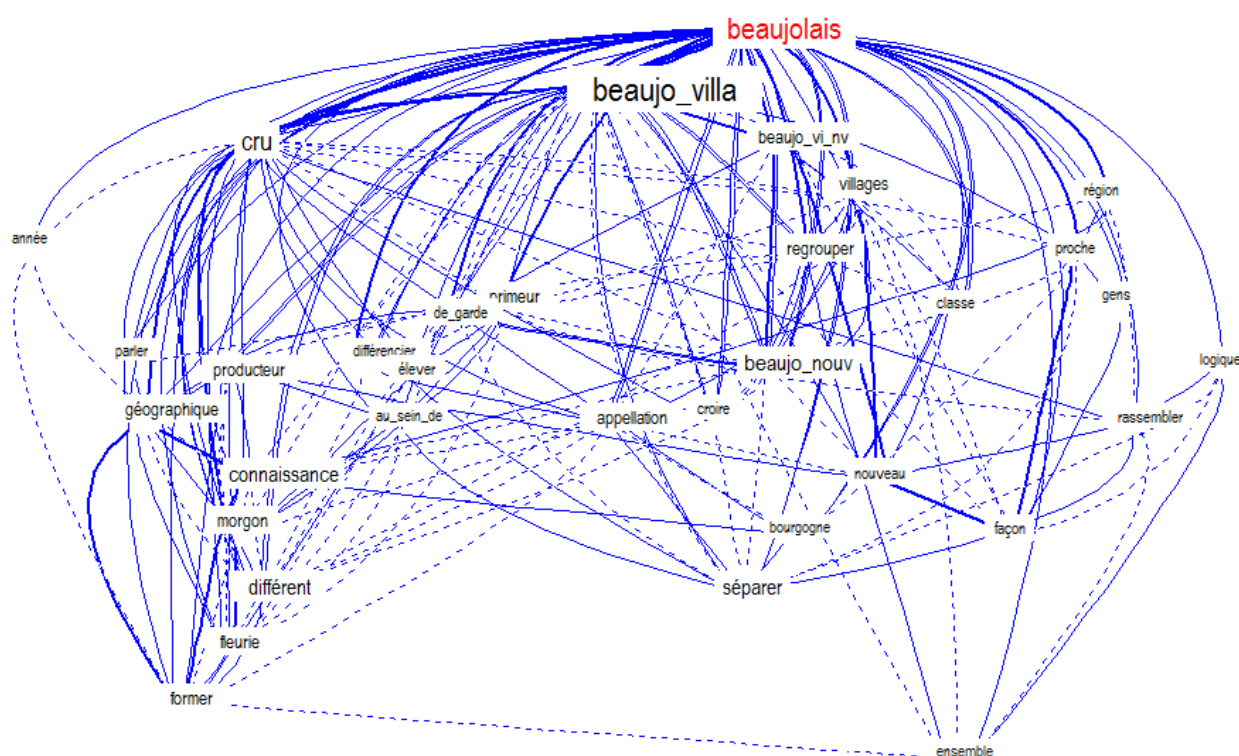 beaujolais
beaujo_villa
beaujo_vi_nv
cru
villages
région
année
regrouper
proche
primeur
gens
de_garde
classe
parler
différencier
logique
producteur
élever
beaujo_nouv
géographique
au_sein_de
appellation
croire
rassembler
connaissance
nouveau
morgon
bourgogne
façon
différent
séparer
fleurie
former
ensemble